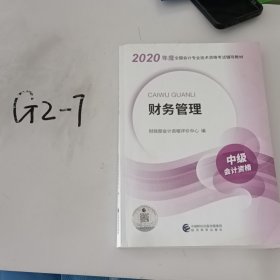 G2-7
2020年度全国会计专业技术资格考试辅导教材
CAIWU GUANLI
财务管理
财政部会计资格评价中心 编
中级
会计资格